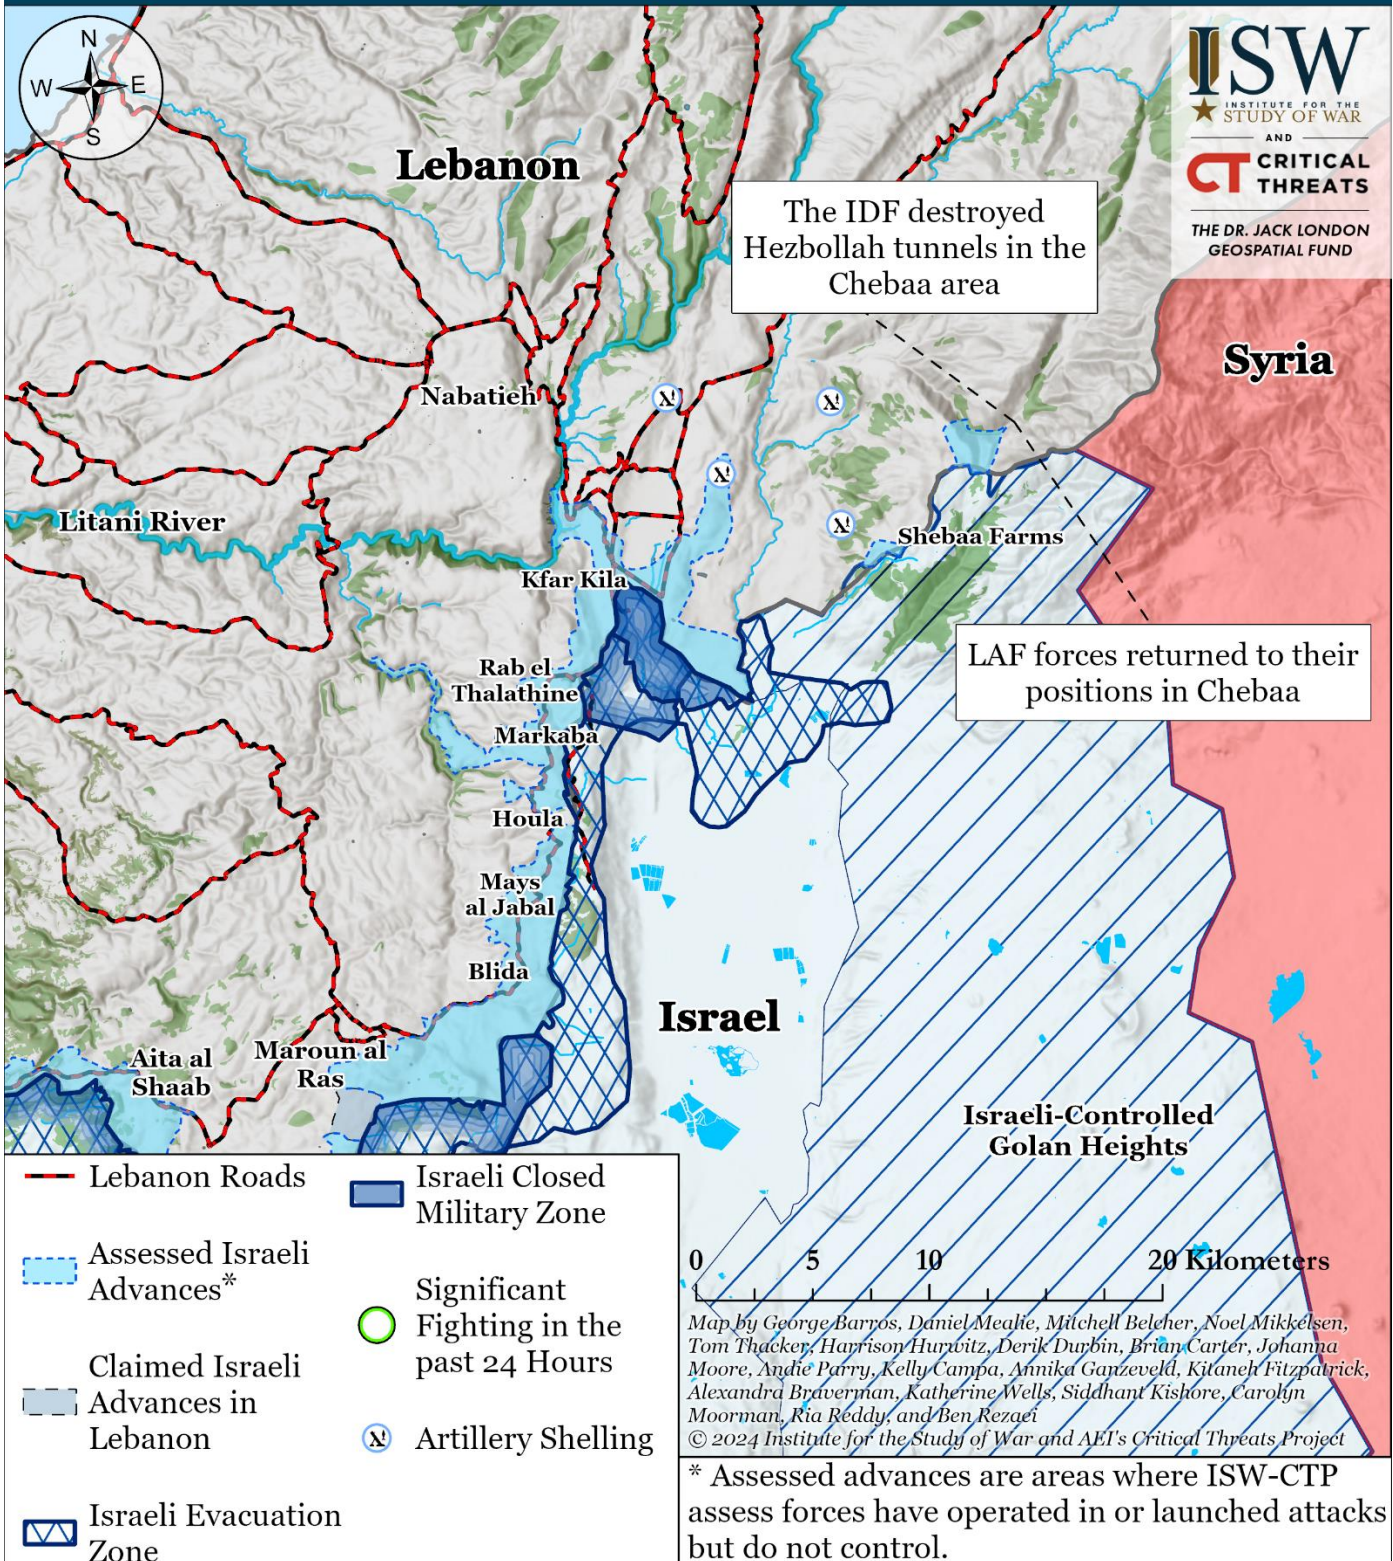 N
W
E
S
ISW
INSTITUTE FOR THE
STUDY OF WAR
AND
CT CRITICAL
THREATS
THE DR. JACK LONDON
GEOSPATIAL FUND
Lebanon
The IDF destroyed
Hezbollah tunnels in the
Chebaa area
Syria
Nabatieh
Litani River
Shebaa Farms
Kfar Kila
LAF forces returned to their
positions in Chebaa
Rab el
Thalathine
Markaba
Houla
Mays
al Jabal
Blida
Israel
Aita al
Shaab
Maroun al
Ras
Israeli-Controlled
Golan Heights
Lebanon Roads
Assessed Israeli
Advances*
Claimed Israeli
Advances in
Lebanon
Israeli Evacuation
Zone
Israeli Closed
Military Zone
Significant
Fighting in the
past 24 Hours
Artillery Shelling
0 5 10 20 Kilometers
Map by George Barros, Daniel Mealie, Mitchell Belcher, Noel Mikkelsen,
Tom Thacker, Harrison Hurwitz, Derik Durbin, Brian Carter, Johanna
Moore, Andie Parry, Kelly Campa, Annika Ganzeveld, Kitaneh Fitzpatrick,
Alexandra Braverman, Katherine Wells, Siddhant Kishore, Carolyn
Moorman, Ria Reddy, and Ben Rezaei
© 2024 Institute for the Study of War and AEI's Critical Threats Project
* Assessed advances are areas where ISW-CTP
assess forces have operated in or launched attacks
but do not control.